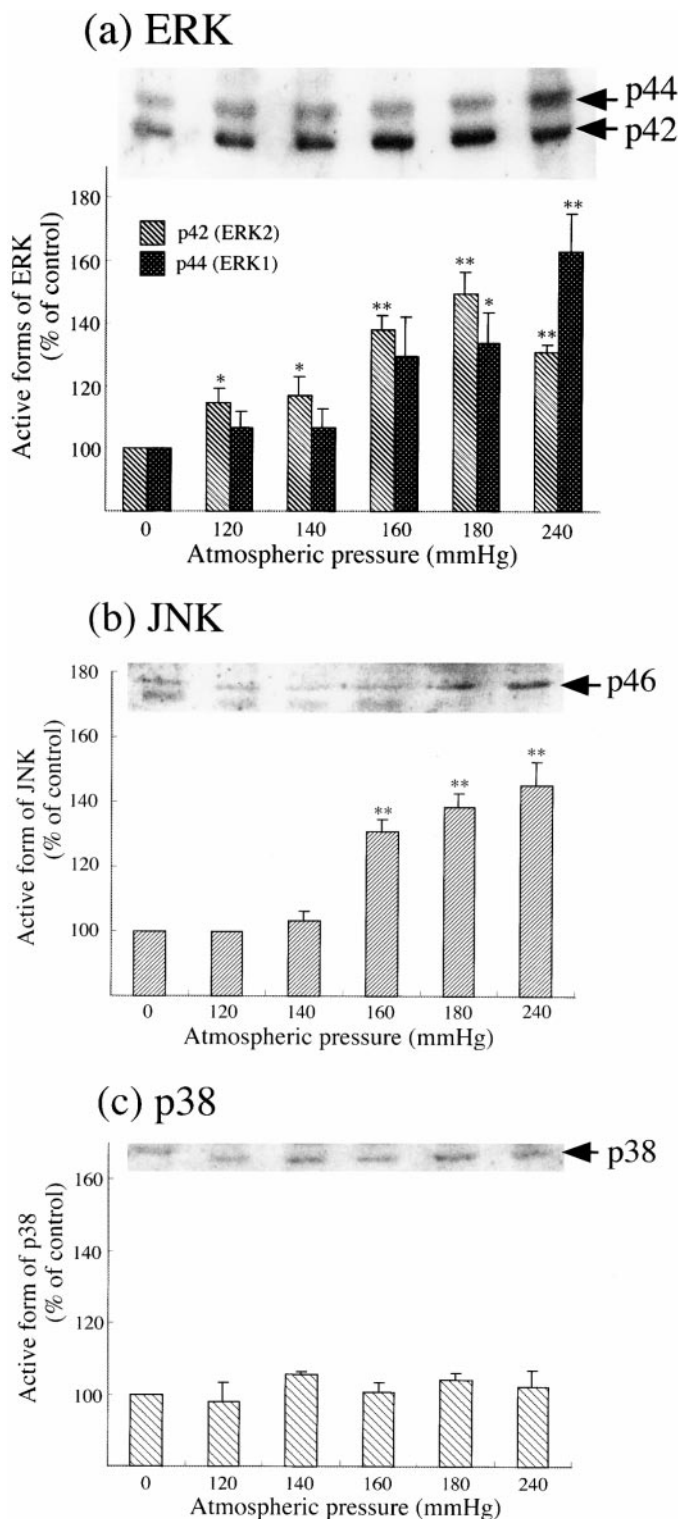 (a) ERK
p44
p42
180
160
140
120
100
Active forms of ERK
(% of control)
p42 (ERK2)
p44 (ERK1)
*
*
**
**
*
**
**
0 120 140 160 180 240
Atmospheric pressure (mmHg)
(b) JNK
p46
180
160
140
120
100
Active form of JNK
(% of control)
**
**
**
0 120 140 160 180 240
Atmospheric pressure (mmHg)
(c) p38
p38
160
140
120
100
Active form of p38
(% of control)
0 120 140 160 180 240
Atmospheric pressure (mmHg)